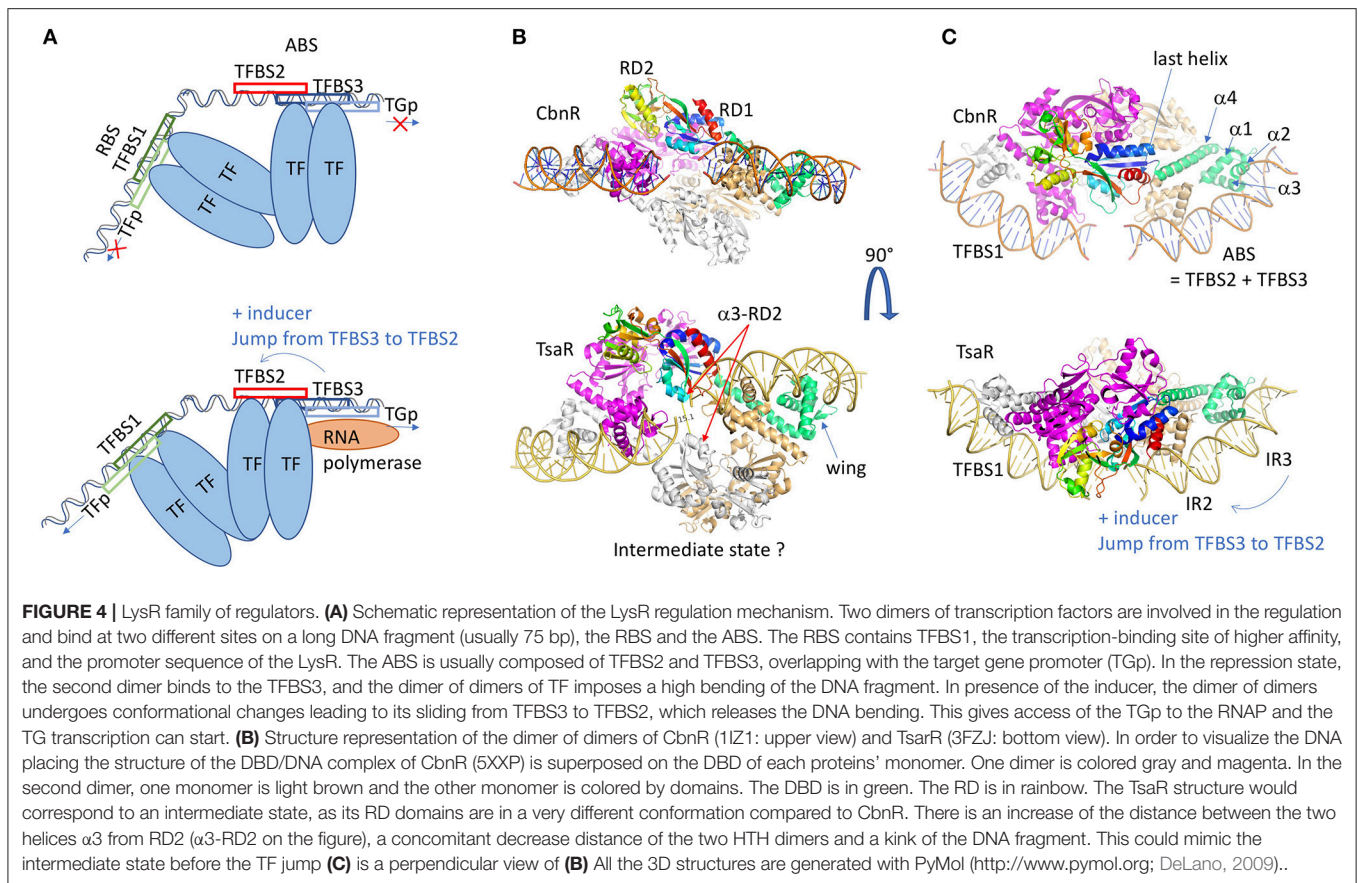 A
ABS
TFBS2
TFBS3
TGp
RBS
TFBS1
TFp
TF
TF
TF
TF
+ inducer
Jump from TFBS3 to TFBS2
TFBS2
TFBS3
TGp
TFBS1
TFp
TF
TF
TF
TF
RNA
polymerase
B
RD2
RD1
CbnR
90°
α3-RD2
TsaR
15.1
wing
Intermediate state ?
C
last helix
CbnR
α4
α1
α2
α3
TFBS1
ABS
= TFBS2 + TFBS3
TsaR
TFBS1
IR3
IR2
+ inducer
Jump from TFBS3 to TFBS2
FIGURE 4 | LysR family of regulators. (A) Schematic representation of the LysR regulation mechanism. Two dimers of transcription factors are involved in the regulation
and bind at two different sites on a long DNA fragment (usually 75 bp), the RBS and the ABS. The RBS contains TFBS1, the transcription-binding site of higher affinity,
and the promoter sequence of the LysR. The ABS is usually composed of TFBS2 and TFBS3, overlapping with the target gene promoter (TGp). In the repression state,
the second dimer binds to the TFBS3, and the dimer of dimers of TF imposes a high bending of the DNA fragment. In presence of the inducer, the dimer of dimers
undergoes conformational changes leading to its sliding from TFBS3 to TFBS2, which releases the DNA bending. This gives access of the TGp to the RNAP and the
TG transcription can start. (B) Structure representation of the dimer of dimers of CbnR (1IZ1: upper view) and TsarR (3FZJ: bottom view). In order to visualize the DNA
placing the structure of the DBD/DNA complex of CbnR (5XXP) is superposed on the DBD of each proteins' monomer. One dimer is colored gray and magenta. In the
second dimer, one monomer is light brown and the other monomer is colored by domains. The DBD is in green. The RD is in rainbow. The TsaR structure would
correspond to an intermediate state, as its RD domains are in a very different conformation compared to CbnR. There is an increase of the distance between the two
helices α3 from RD2 (α3-RD2 on the figure), a concomitant decrease distance of the two HTH dimers and a kink of the DNA fragment. This could mimic the
intermediate state before the TF jump (C) is a perpendicular view of (B) All the 3D structures are generated with PyMol (http://www.pymol.org; DeLano, 2009)..